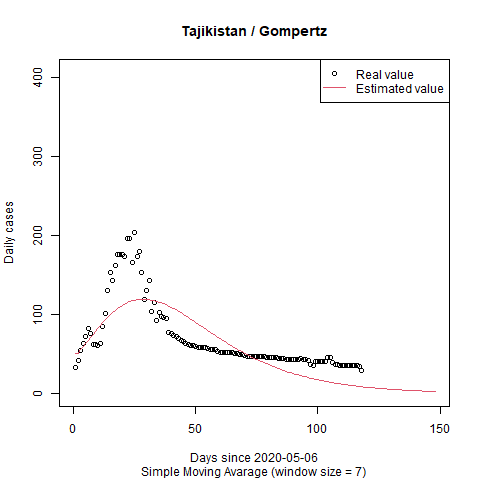 Tajikistan / Gompertz
Real value
Estimated value
400
300
200
100
0
Daily cases
0 50 100 150
Days since 2020-05-06
Simple Moving Avarage (window size = 7)